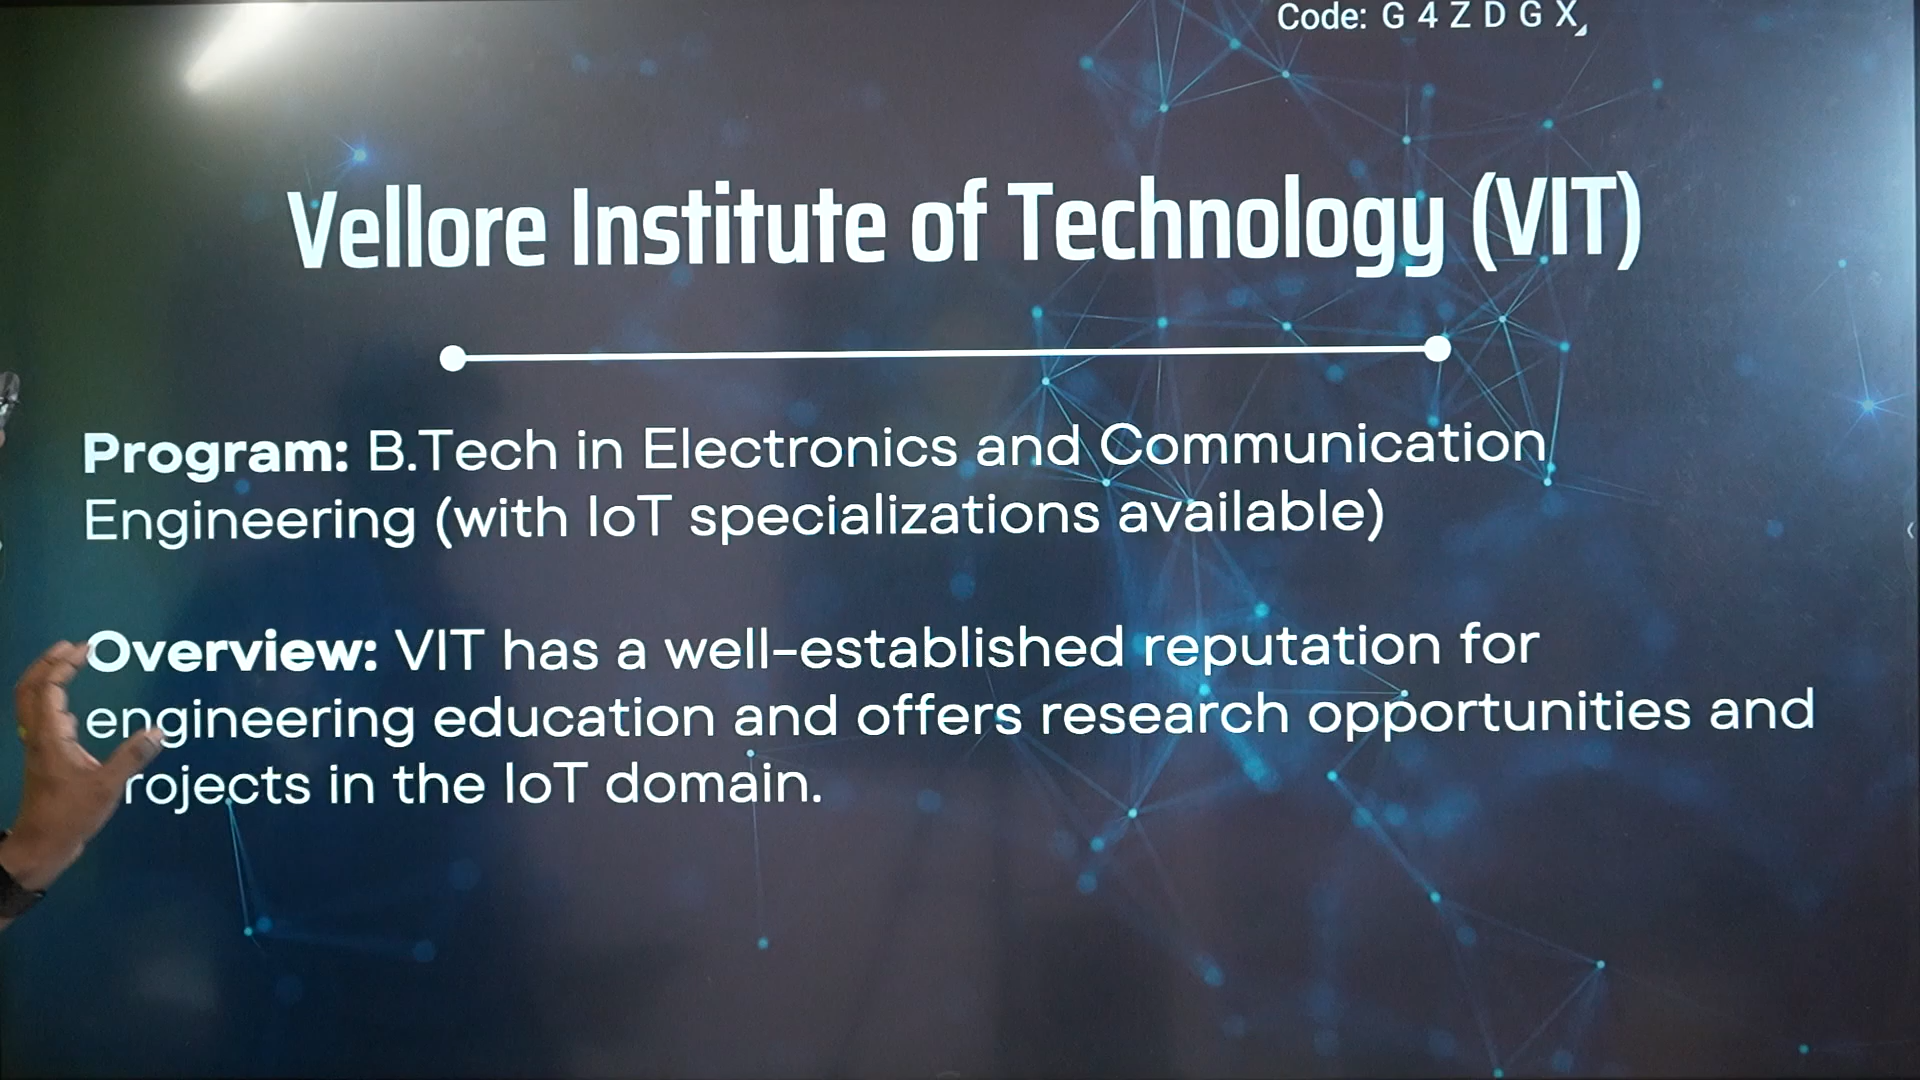 Code: G 4 Z D G X
Vellore Institute of Technology (VIT)
Program: B.Tech in Electronics and Communication
Engineering (with IoT specializations available)
Overview: VIT has a well-established reputation for
engineering education and offers research opportunities and
rojects in the IoT domain.